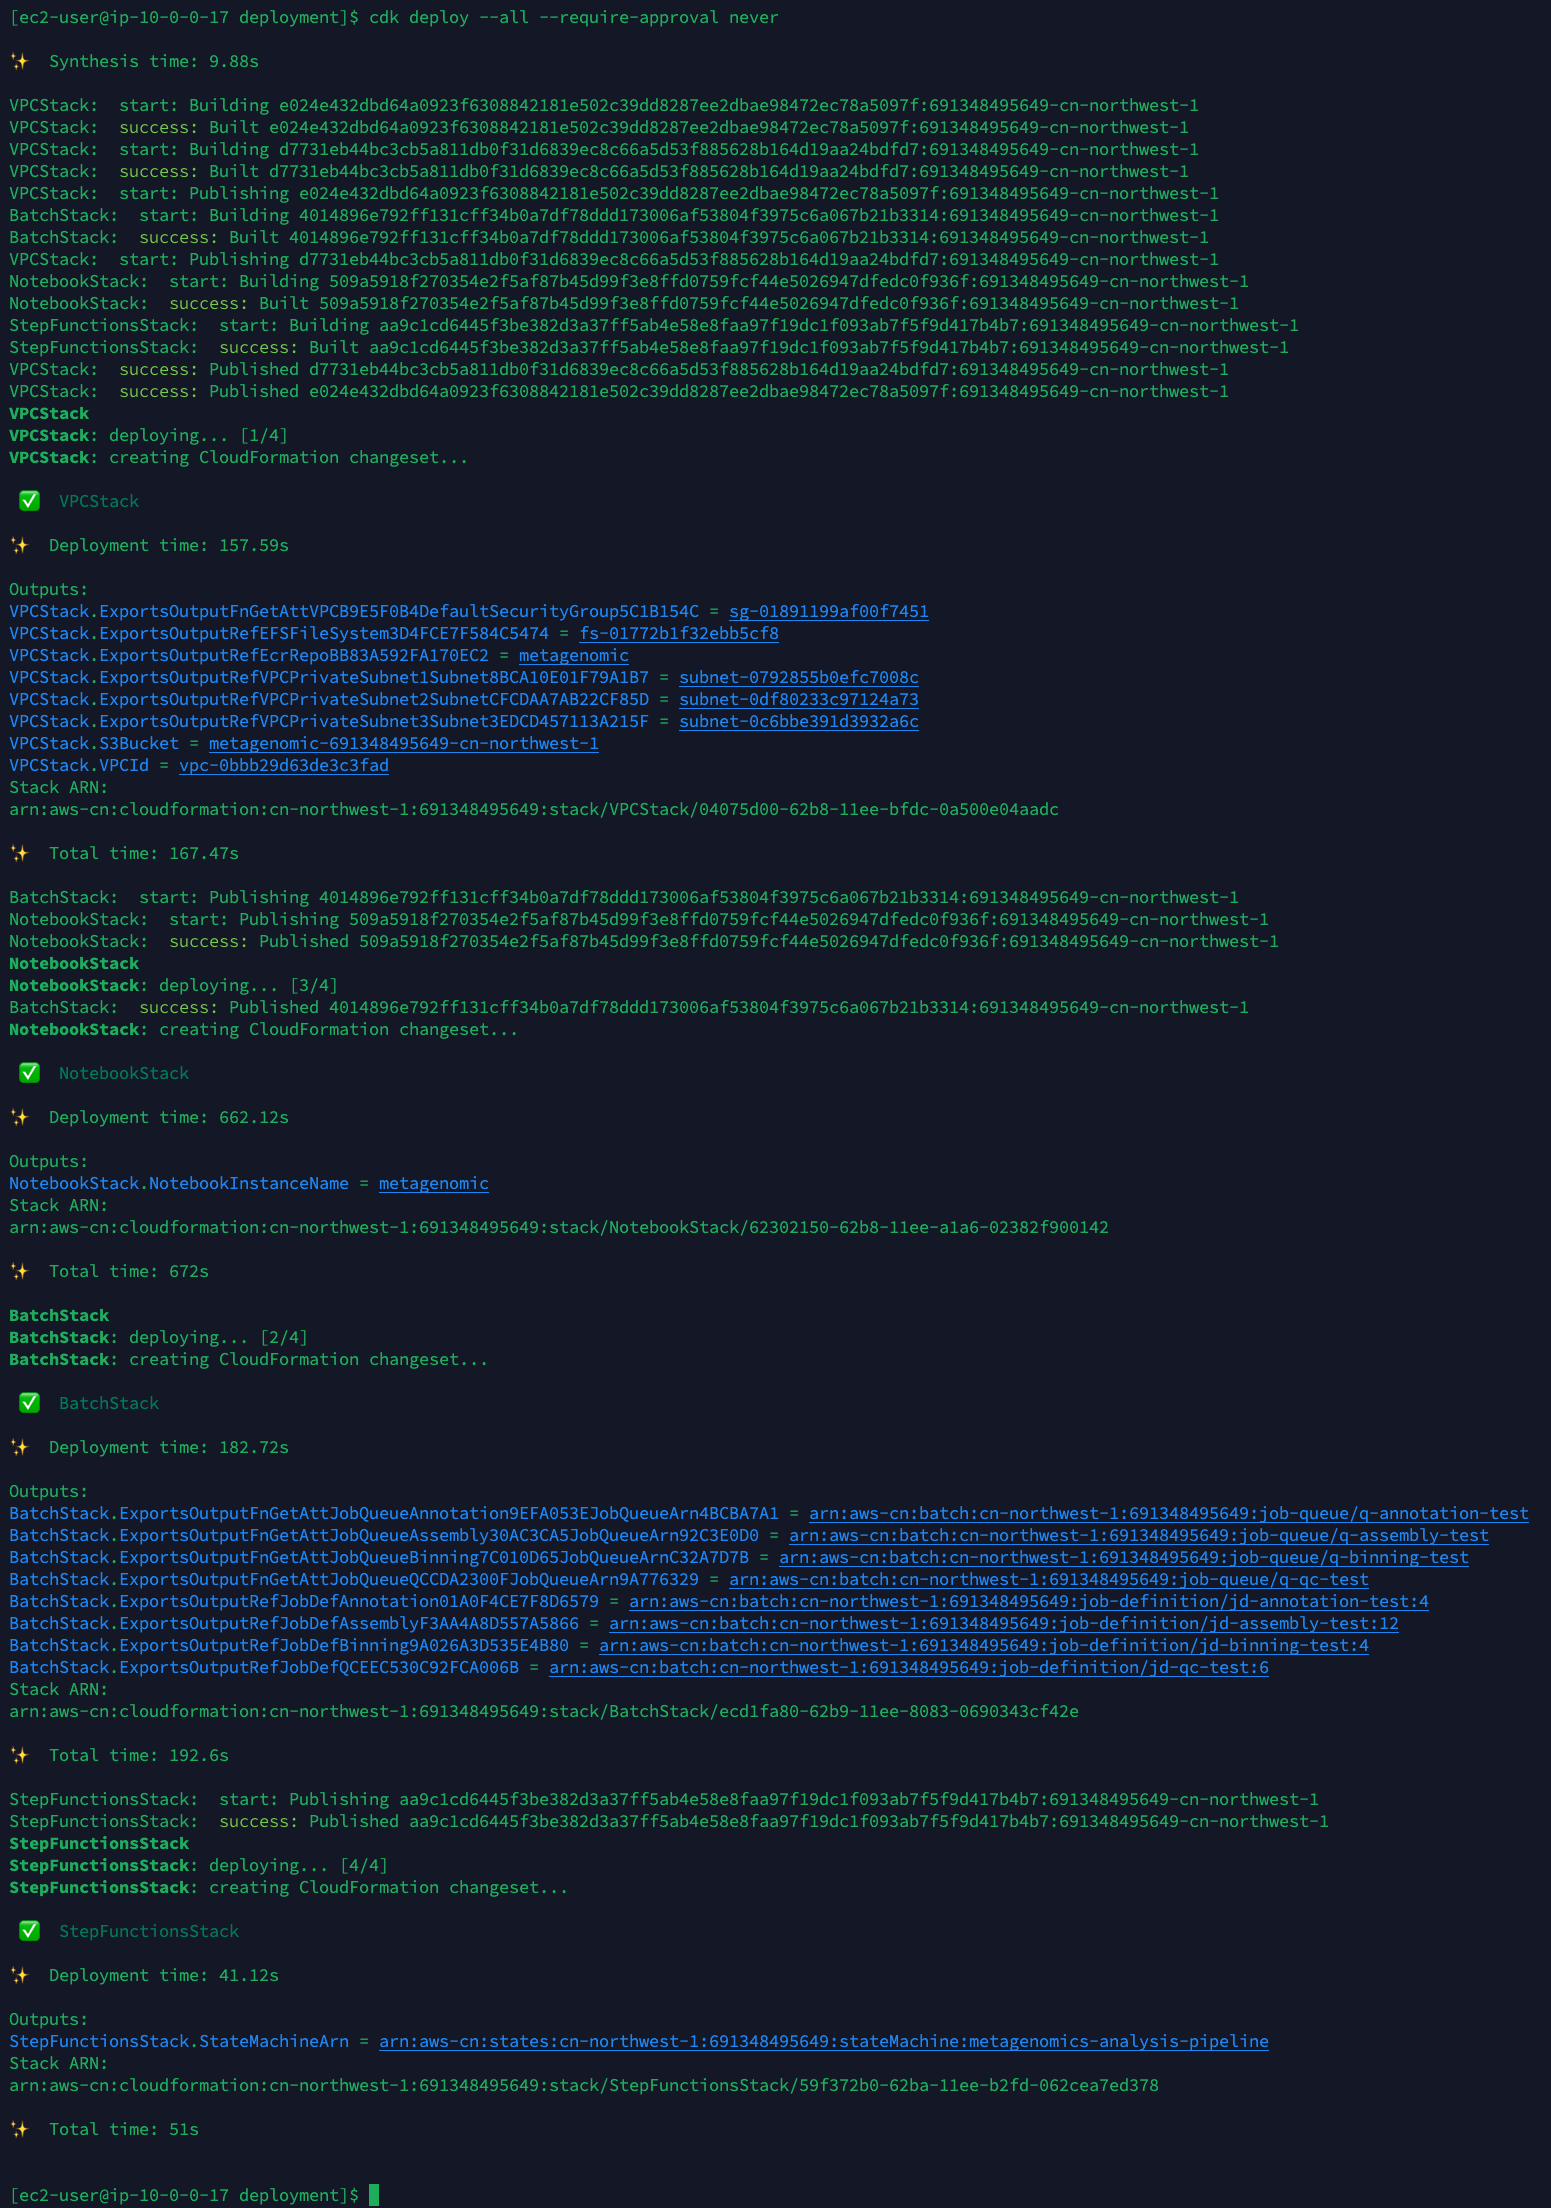 [ec2-user@ip-10-0-0-17 deployment]$ cdk deploy --all --require-approval never
✨  Synthesis time: 9.88s
VPCStack:  start: Building e024e432dbd64a0923f6308842181e502c39dd8287ee2dbae98472ec78a5097f:691348495649-cn-northwest-1
VPCStack:  success: Built e024e432dbd64a0923f6308842181e502c39dd8287ee2dbae98472ec78a5097f:691348495649-cn-northwest-1
VPCStack:  start: Building d7731eb44bc3cb5a811db0f31d6839ec8c66a5d53f885628b164d19aa24bdfd7:691348495649-cn-northwest-1
VPCStack:  success: Built d7731eb44bc3cb5a811db0f31d6839ec8c66a5d53f885628b164d19aa24bdfd7:691348495649-cn-northwest-1
VPCStack:  start: Publishing e024e432dbd64a0923f6308842181e502c39dd8287ee2dbae98472ec78a5097f:691348495649-cn-northwest-1
BatchStack:  start: Building 4014896e792ff131cff34b0a7df78ddd173006af53804f3975c6a067b21b3314:691348495649-cn-northwest-1
BatchStack:  success: Built 4014896e792ff131cff34b0a7df78ddd173006af53804f3975c6a067b21b3314:691348495649-cn-northwest-1
VPCStack:  start: Publishing d7731eb44bc3cb5a811db0f31d6839ec8c66a5d53f885628b164d19aa24bdfd7:691348495649-cn-northwest-1
NotebookStack:  start: Building 509a5918f270354e2f5af87b45d99f3e8ffd0759fcf44e5026947dfedc0f936f:691348495649-cn-northwest-1
NotebookStack:  success: Built 509a5918f270354e2f5af87b45d99f3e8ffd0759fcf44e5026947dfedc0f936f:691348495649-cn-northwest-1
StepFunctionsStack:  start: Building aa9c1cd6445f3be382d3a37ff5ab4e58e8faa97f19dc1f093ab7f5f9d417b4b7:691348495649-cn-northwest-1
StepFunctionsStack:  success: Built aa9c1cd6445f3be382d3a37ff5ab4e58e8faa97f19dc1f093ab7f5f9d417b4b7:691348495649-cn-northwest-1
VPCStack:  success: Published d7731eb44bc3cb5a811db0f31d6839ec8c66a5d53f885628b164d19aa24bdfd7:691348495649-cn-northwest-1
VPCStack:  success: Published e024e432dbd64a0923f6308842181e502c39dd8287ee2dbae98472ec78a5097f:691348495649-cn-northwest-1
VPCStack
VPCStack: deploying... [1/4]
VPCStack: creating CloudFormation changeset...
✅  VPCStack
✨  Deployment time: 157.59s
Outputs:
VPCStack.ExportsOutputFnGetAttVPCB9E5F0B4DefaultSecurityGroup5C1B154C = sg-01891199af00f7451
VPCStack.ExportsOutputRefEFSFileSystem3D4FCE7F584C5474 = fs-01772b1f32ebb5cf8
VPCStack.ExportsOutputRefEcrRepoBB83A592FA170EC2 = metagenomic
VPCStack.ExportsOutputRefVPCPrivateSubnet1Subnet8BCA10E01F79A1B7 = subnet-0792855b0efc7008c
VPCStack.ExportsOutputRefVPCPrivateSubnet2SubnetCFCDAA7AB22CF85D = subnet-0df80233c97124a73
VPCStack.ExportsOutputRefVPCPrivateSubnet3Subnet3EDCD457113A215F = subnet-0c6bbe391d3932a6c
VPCStack.S3Bucket = metagenomic-691348495649-cn-northwest-1
VPCStack.VPCId = vpc-0bbb29d63de3c3fad
Stack ARN:
arn:aws-cn:cloudformation:cn-northwest-1:691348495649:stack/VPCStack/04075d00-62b8-11ee-bfdc-0a500e04aadc
✨  Total time: 167.47s
BatchStack:  start: Publishing 4014896e792ff131cff34b0a7df78ddd173006af53804f3975c6a067b21b3314:691348495649-cn-northwest-1
NotebookStack:  start: Publishing 509a5918f270354e2f5af87b45d99f3e8ffd0759fcf44e5026947dfedc0f936f:691348495649-cn-northwest-1
NotebookStack:  success: Published 509a5918f270354e2f5af87b45d99f3e8ffd0759fcf44e5026947dfedc0f936f:691348495649-cn-northwest-1
NotebookStack
NotebookStack: deploying... [3/4]
BatchStack:  success: Published 4014896e792ff131cff34b0a7df78ddd173006af53804f3975c6a067b21b3314:691348495649-cn-northwest-1
NotebookStack: creating CloudFormation changeset...
✅  NotebookStack
✨  Deployment time: 662.12s
Outputs:
NotebookStack.NotebookInstanceName = metagenomic
Stack ARN:
arn:aws-cn:cloudformation:cn-northwest-1:691348495649:stack/NotebookStack/62302150-62b8-11ee-a1a6-02382f900142
✨  Total time: 672s
BatchStack
BatchStack: deploying... [2/4]
BatchStack: creating CloudFormation changeset...
✅  BatchStack
✨  Deployment time: 182.72s
Outputs:
BatchStack.ExportsOutputFnGetAttJobQueueAnnotation9EFA053EJobQueueArn4BCBA7A1 = arn:aws-cn:batch:cn-northwest-1:691348495649:job-queue/q-annotation-test
BatchStack.ExportsOutputFnGetAttJobQueueAssembly30AC3CA5JobQueueArn92C3E0D0 = arn:aws-cn:batch:cn-northwest-1:691348495649:job-queue/q-assembly-test
BatchStack.ExportsOutputFnGetAttJobQueueBinning7C010D65JobQueueArnC32A7D7B = arn:aws-cn:batch:cn-northwest-1:691348495649:job-queue/q-binning-test
BatchStack.ExportsOutputFnGetAttJobQueueQCCDA2300FJobQueueArn9A776329 = arn:aws-cn:batch:cn-northwest-1:691348495649:job-queue/q-qc-test
BatchStack.ExportsOutputRefJobDefAnnotation01A0F4CE7F8D6579 = arn:aws-cn:batch:cn-northwest-1:691348495649:job-definition/jd-annotation-test:4
BatchStack.ExportsOutputRefJobDefAssemblyF3AA4A8D557A5866 = arn:aws-cn:batch:cn-northwest-1:691348495649:job-definition/jd-assembly-test:12
BatchStack.ExportsOutputRefJobDefBinning9A026A3D535E4B80 = arn:aws-cn:batch:cn-northwest-1:691348495649:job-definition/jd-binning-test:4
BatchStack.ExportsOutputRefJobDefQCEEC530C92FCA006B = arn:aws-cn:batch:cn-northwest-1:691348495649:job-definition/jd-qc-test:6
Stack ARN:
arn:aws-cn:cloudformation:cn-northwest-1:691348495649:stack/BatchStack/ecd1fa80-62b9-11ee-8083-0690343cf42e
✨  Total time: 192.6s
StepFunctionsStack:  start: Publishing aa9c1cd6445f3be382d3a37ff5ab4e58e8faa97f19dc1f093ab7f5f9d417b4b7:691348495649-cn-northwest-1
StepFunctionsStack:  success: Published aa9c1cd6445f3be382d3a37ff5ab4e58e8faa97f19dc1f093ab7f5f9d417b4b7:691348495649-cn-northwest-1
StepFunctionsStack
StepFunctionsStack: deploying... [4/4]
StepFunctionsStack: creating CloudFormation changeset...
✅  StepFunctionsStack
✨  Deployment time: 41.12s
Outputs:
StepFunctionsStack.StateMachineArn = arn:aws-cn:states:cn-northwest-1:691348495649:stateMachine:metagenomics-analysis-pipeline
Stack ARN:
arn:aws-cn:cloudformation:cn-northwest-1:691348495649:stack/StepFunctionsStack/59f372b0-62ba-11ee-b2fd-062cea7ed378
✨  Total time: 51s
[ec2-user@ip-10-0-0-17 deployment]$